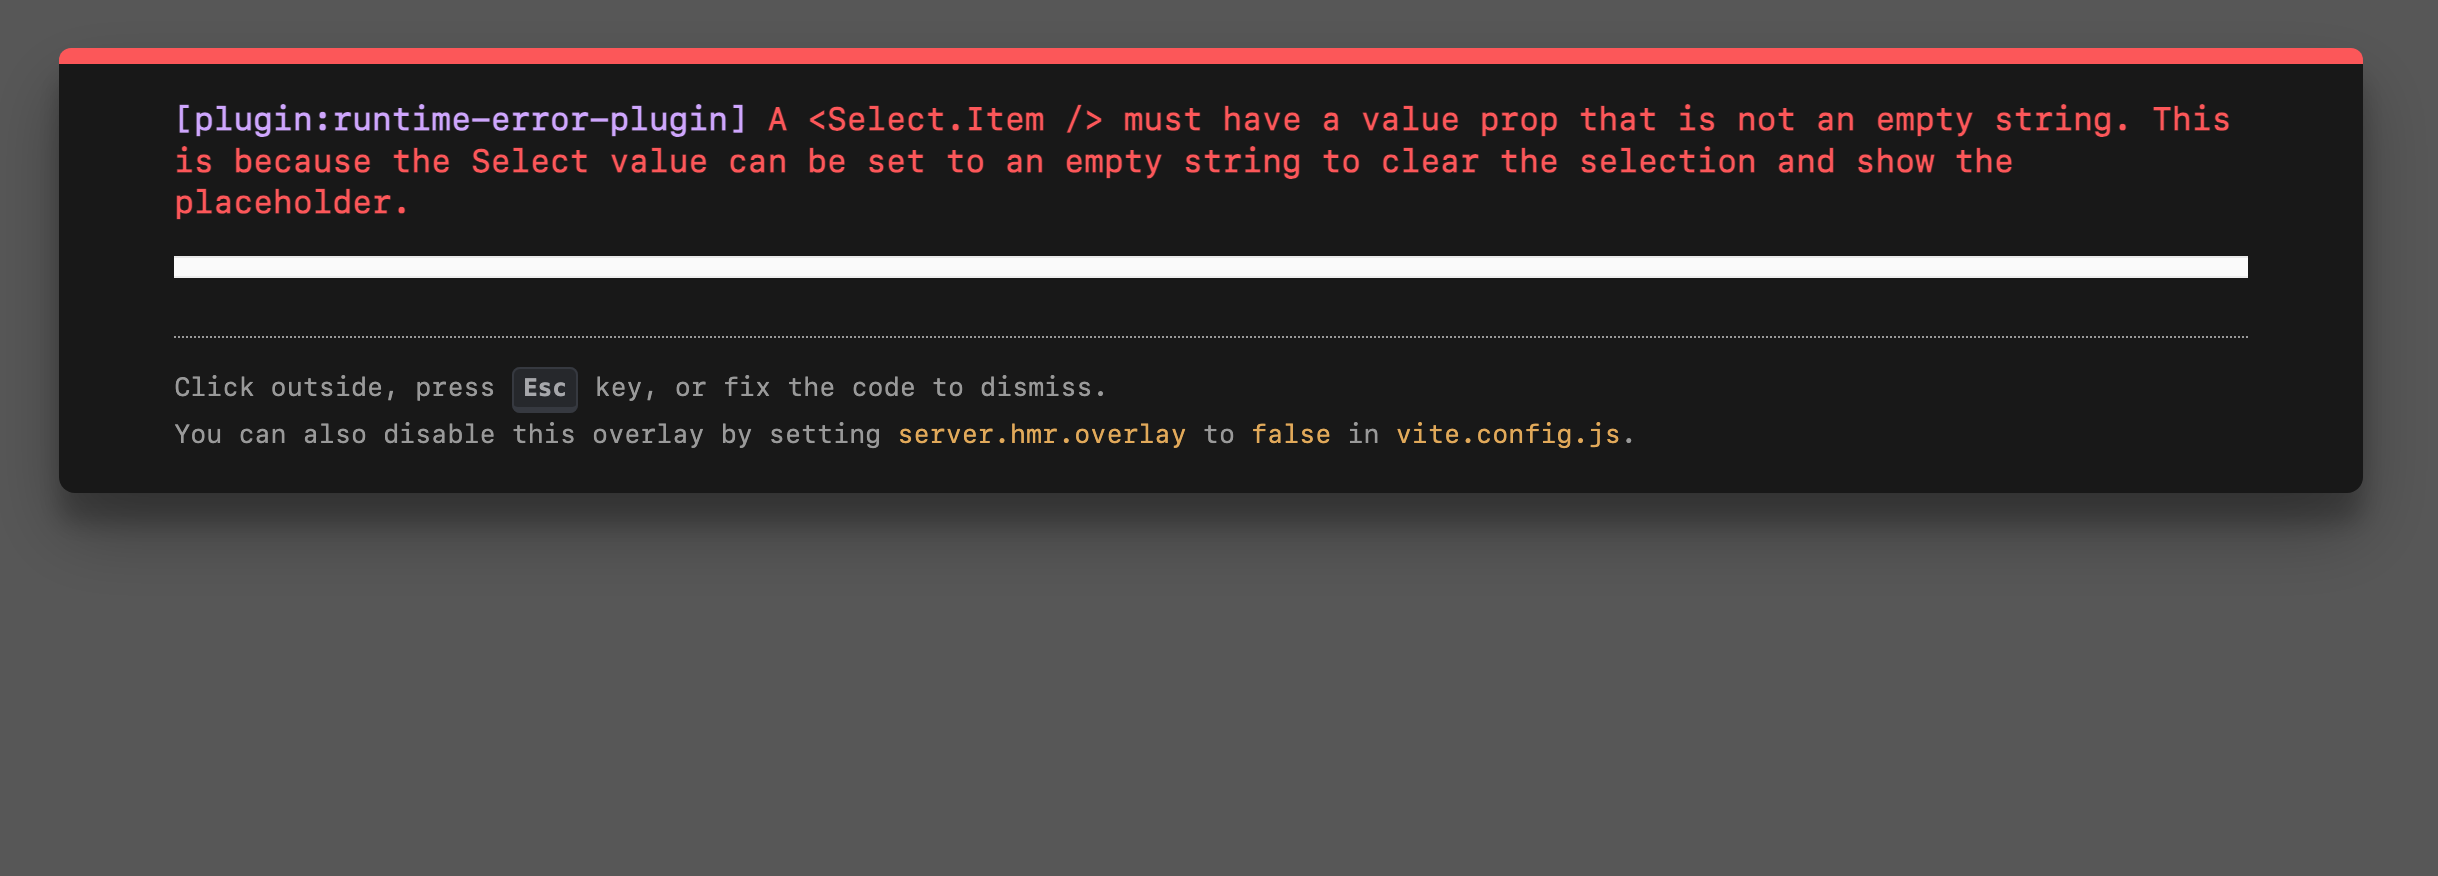 [plugin:runtime-error-plugin] A <Select.Item /> must have a value prop that is not an empty string. This
is because the Select value can be set to an empty string to clear the selection and show the
placeholder.
Click outside, press Esc key, or fix the code to dismiss.
You can also disable this overlay by setting server.hmr.overlay to false in vite.config.js.